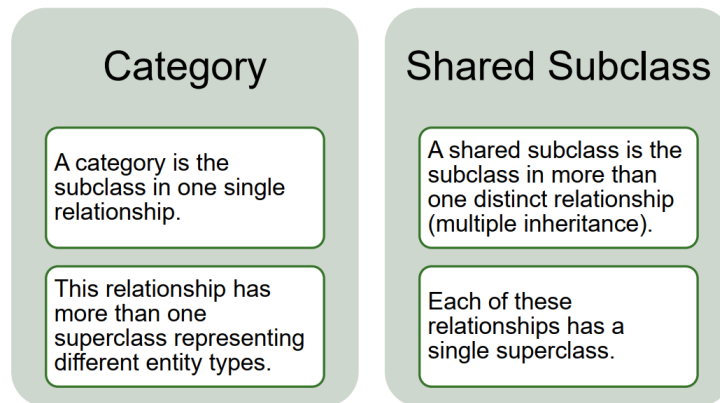 Category
A category is the
subclass in one single
relationship.
This relationship has
more than one
superclass representing
different entity types.
Shared Subclass
A shared subclass is the
subclass in more than
one distinct relationship
(multiple inheritance).
Each of these
relationships has a
single superclass.